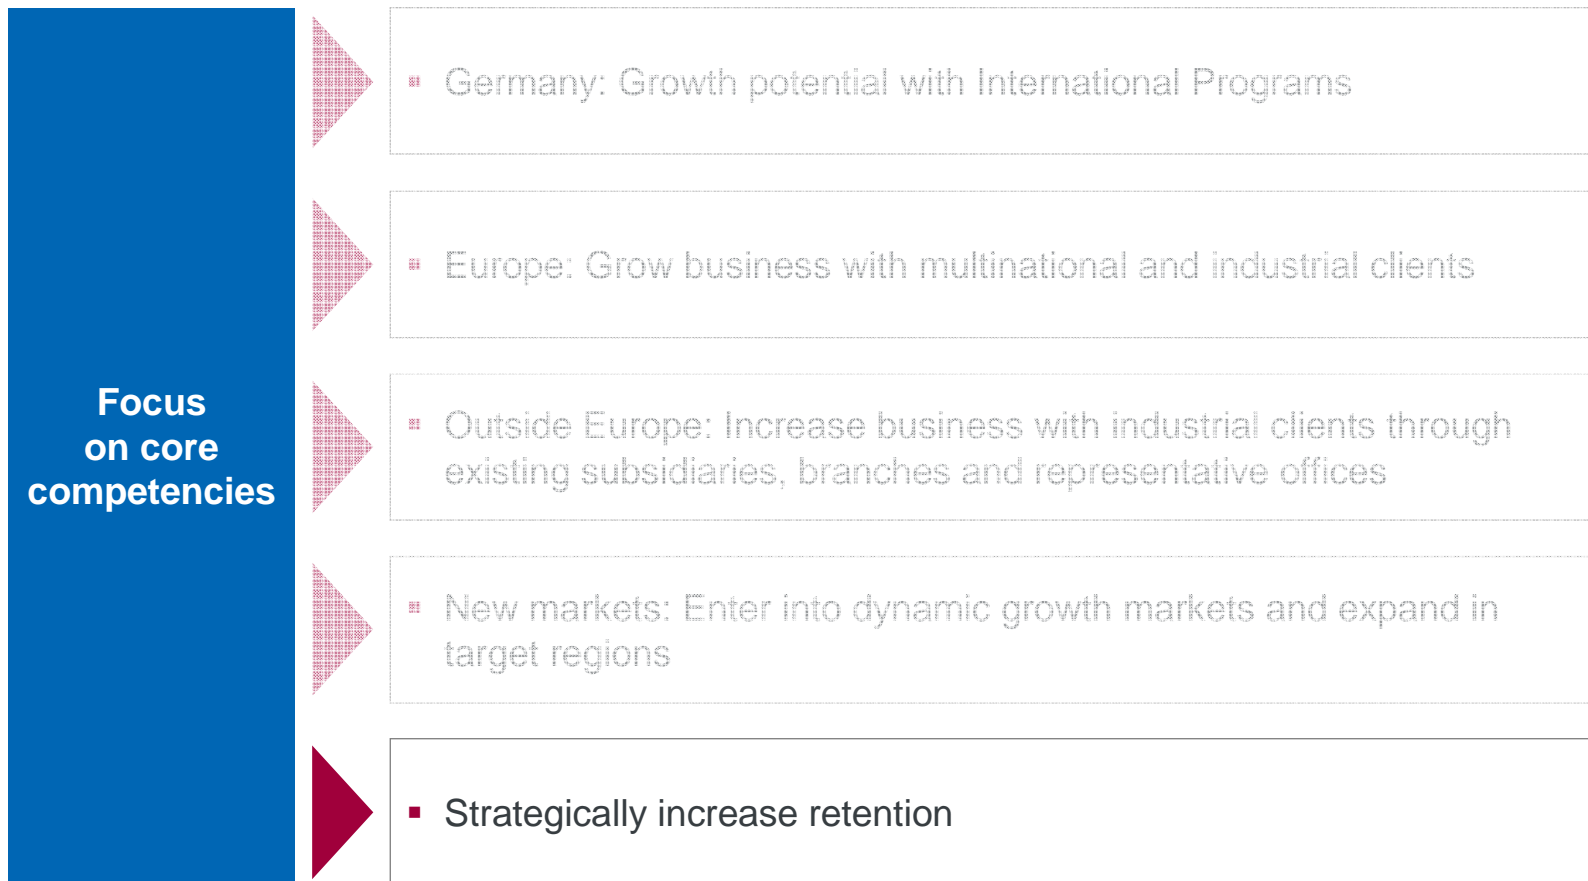 Focus
on core
competencies
▪ Germany: Growth potential with International Programs
▪ Europe: Grow business with multinational and industrial clients
▪ Outside Europe: Increase business with industrial clients through
existing subsidiaries, branches and representative offices
▪ New markets: Enter into dynamic growth markets and expand in
target regions
▪ Strategically increase retention